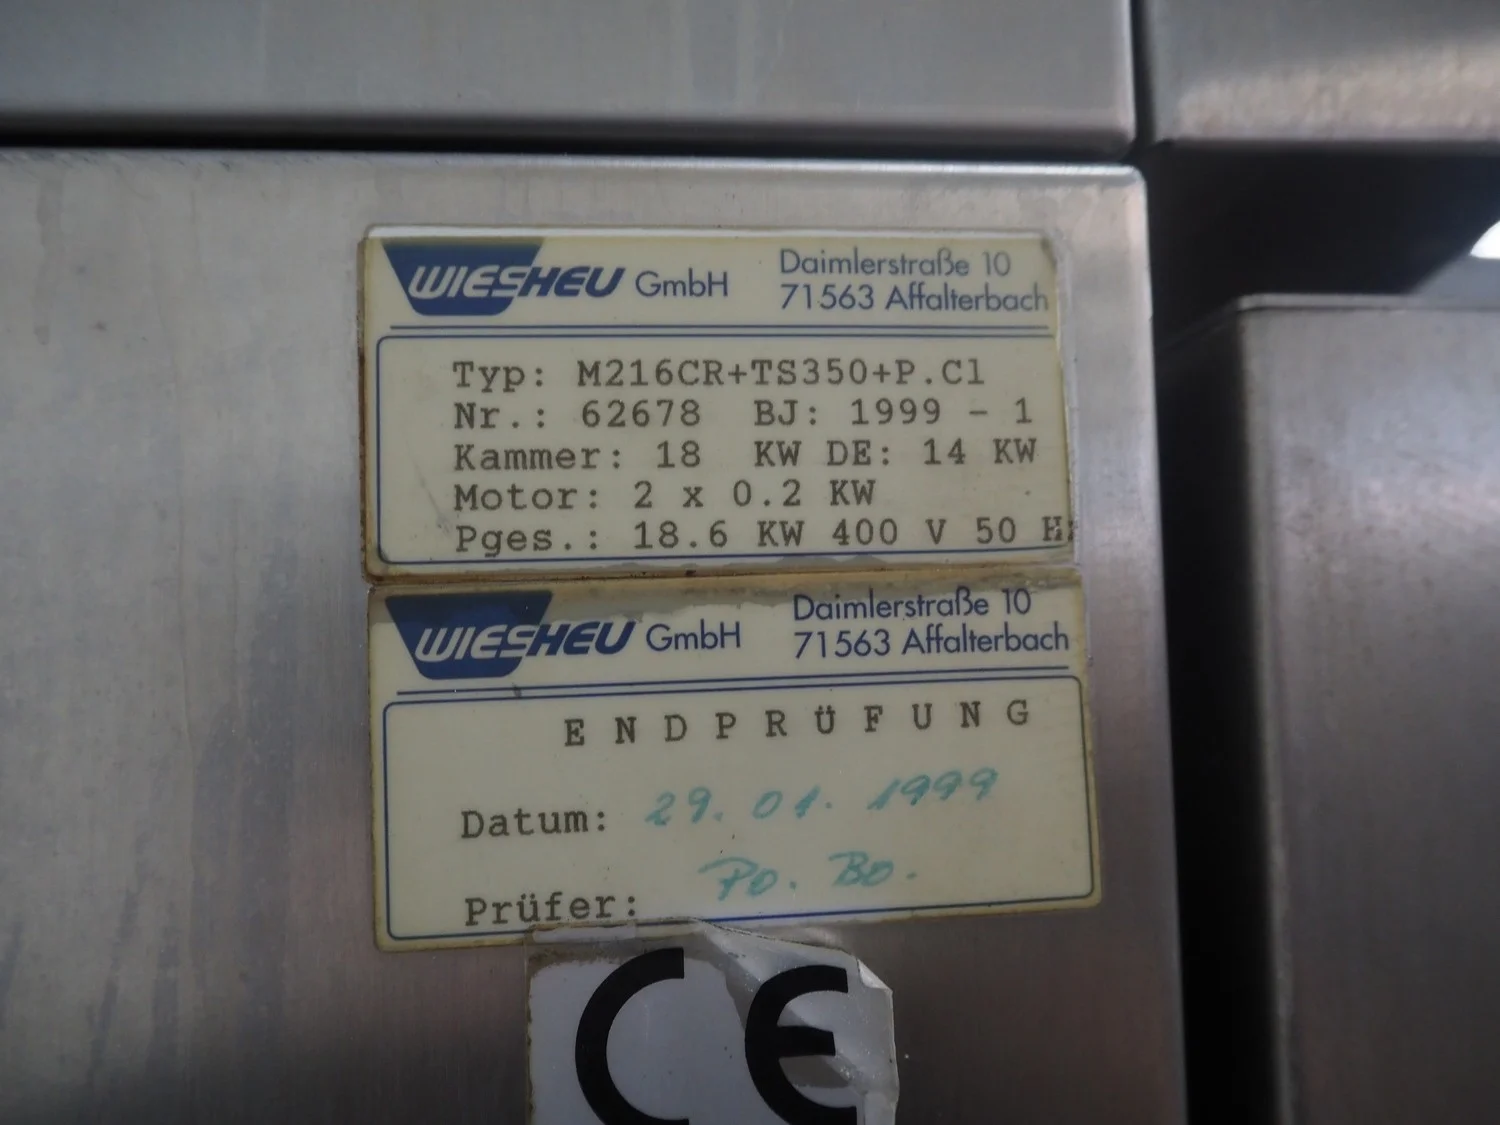 WIESHEU GmbH
Daimlerstraße 10
71563 Affalterbach
Typ: M216CR+TS350+P.Cl
Nr.: 62678 BJ: 1999 - 1
Kammer: 18 KW DE: 14 KW
Motor: 2 x 0.2 KW
Pges.: 18.6 KW 400 V 50 Hz
WIESHEU GmbH
Daimlerstraße 10
71563 Affalterbach
ENDPRÜFUNG
Datum: 29.01.1999
Prüfer: Po. Bo.
CE